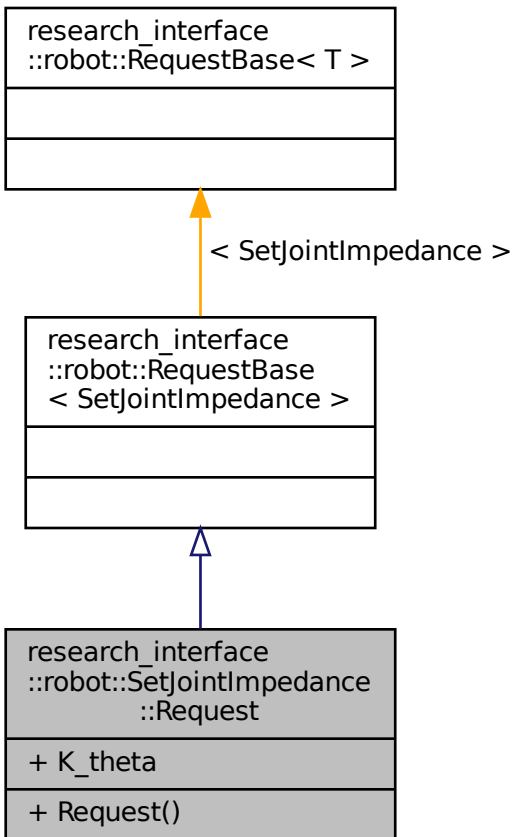 research_interface
::robot::RequestBase< T >
< SetJointImpedance >
research_interface
::robot::RequestBase
< SetJointImpedance >
research_interface
::robot::SetJointImpedance
::Request
+ K_theta
+ Request()